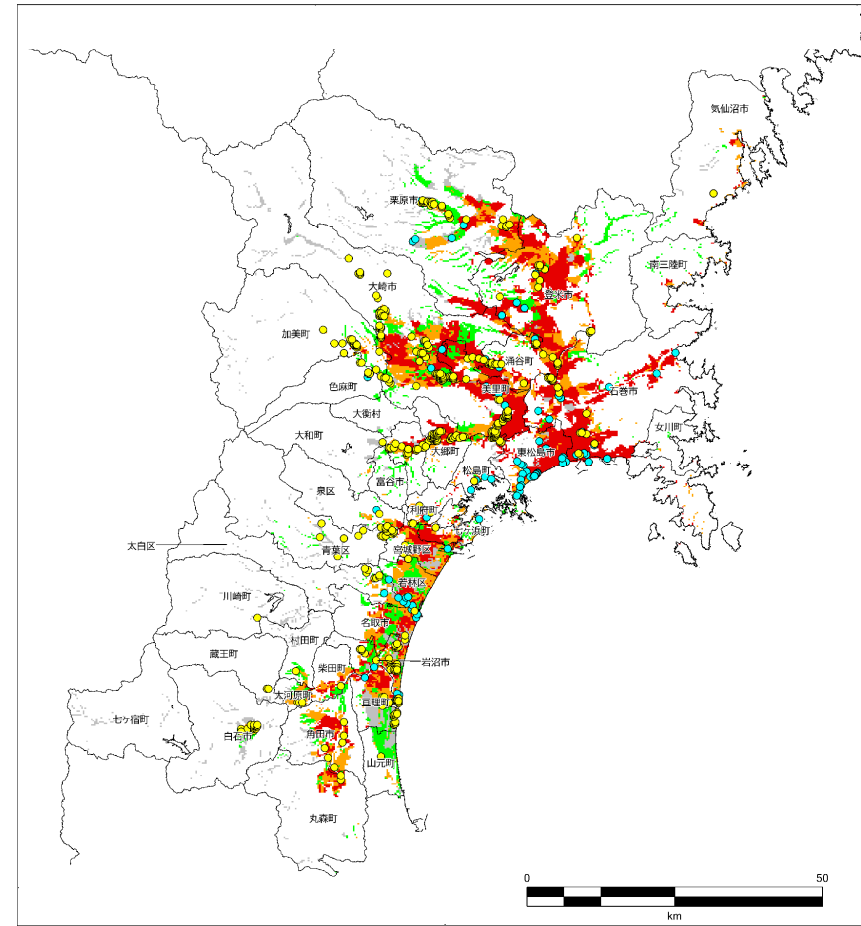 気仙沼市
栗原市
南三陸町
大崎市
登米市
加美町
涌谷町
色麻町
美里町
石巻市
大衡村
女川町
大和町
大郷町
東松島市
松島町
富谷市
泉区
利府町
七ヶ浜町
太白区
青葉区
宮城野区
若林区
川崎町
名取市
村田町
岩沼市
蔵王町
柴田町
大河原町
亘理町
七ヶ宿町
白石市
角田市
山元町
丸森町
0
50
km